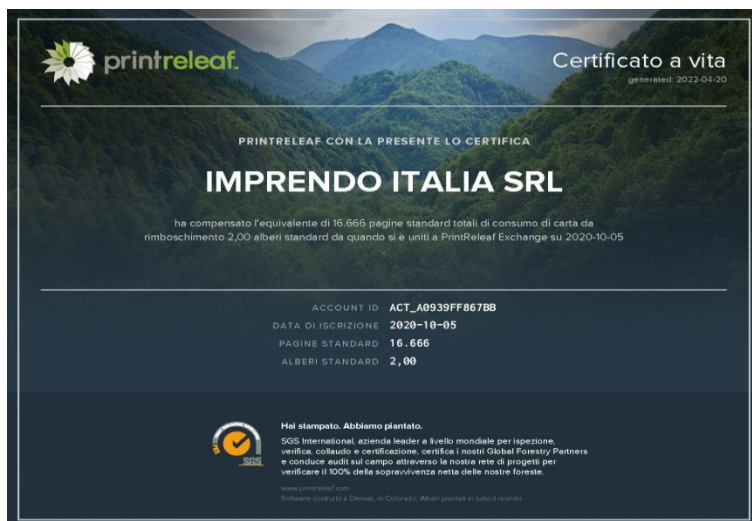 printreleaf.
Certificato a vita
generated: 2022-04-20
PRINTRELEAF CON LA PRESENTE LO CERTIFICA
IMPRENDO ITALIA SRL
ha compensato l'equivalente di 16.666 pagine standard totali di consumo di carta da
rimboschimento 2,00 alberi standard da quando si è uniti a PrintReleaf Exchange su 2020-10-05
ACCOUNT ID ACT_A0939FF867BB
DATA DI ISCRIZIONE 2020-10-05
PAGINE STANDARD 16.666
ALBERI STANDARD 2,00
Hai stampato. Abbiamo piantato.
SGS International, azienda leader a livello mondiale per ispezione,
verifica, collaudo e certificazione, certifica i nostri Global Forestry Partners
e conduce audit sul campo attraverso la nostra rete di progetti per
verificare il 100% della sopravvivenza netta delle nostre foreste.
www.printreleaf.com
Software costruito a Denver, in Colorado. Alberi piantati in tutto il mondo.
SGS